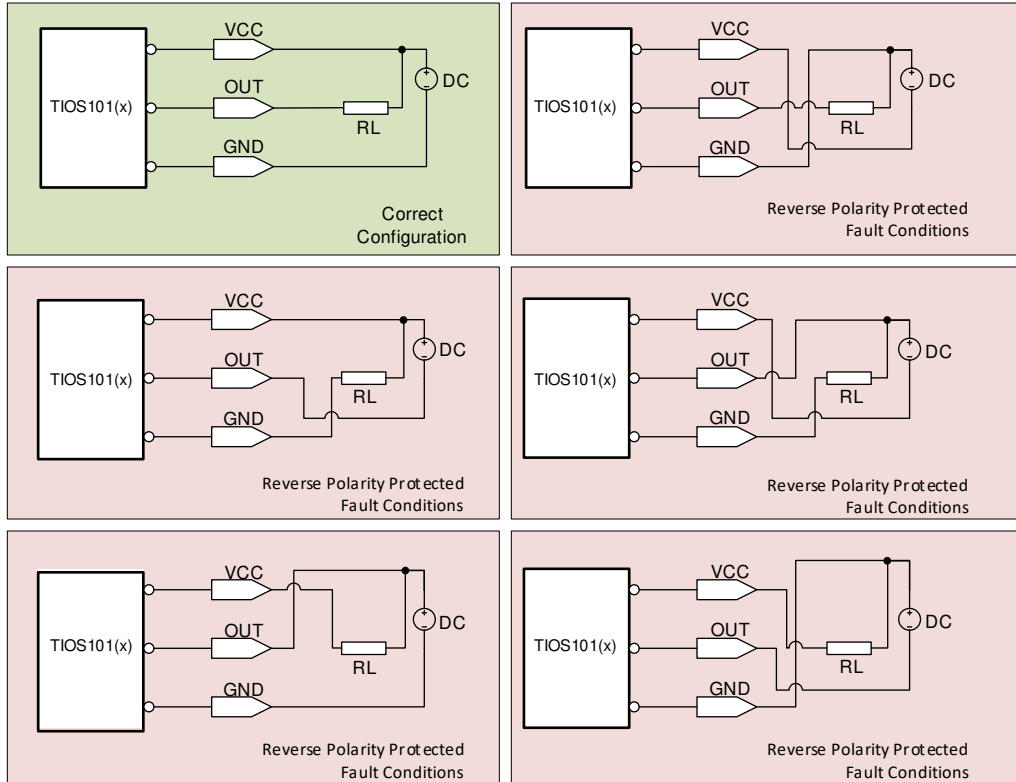 VCC
TIOS101(x)
OUT
RL
+
−
DC
GND
Correct
Configuration
VCC
TIOS101(x)
OUT
RL
+
−
DC
GND
Reverse Polarity Protected
Fault Conditions
VCC
TIOS101(x)
OUT
RL
+
−
DC
GND
Reverse Polarity Protected
Fault Conditions
VCC
TIOS101(x)
OUT
RL
+
−
DC
GND
Reverse Polarity Protected
Fault Conditions
VCC
TIOS101(x)
OUT
RL
+
−
DC
GND
Reverse Polarity Protected
Fault Conditions
VCC
TIOS101(x)
OUT
RL
+
−
DC
GND
Reverse Polarity Protected
Fault Conditions